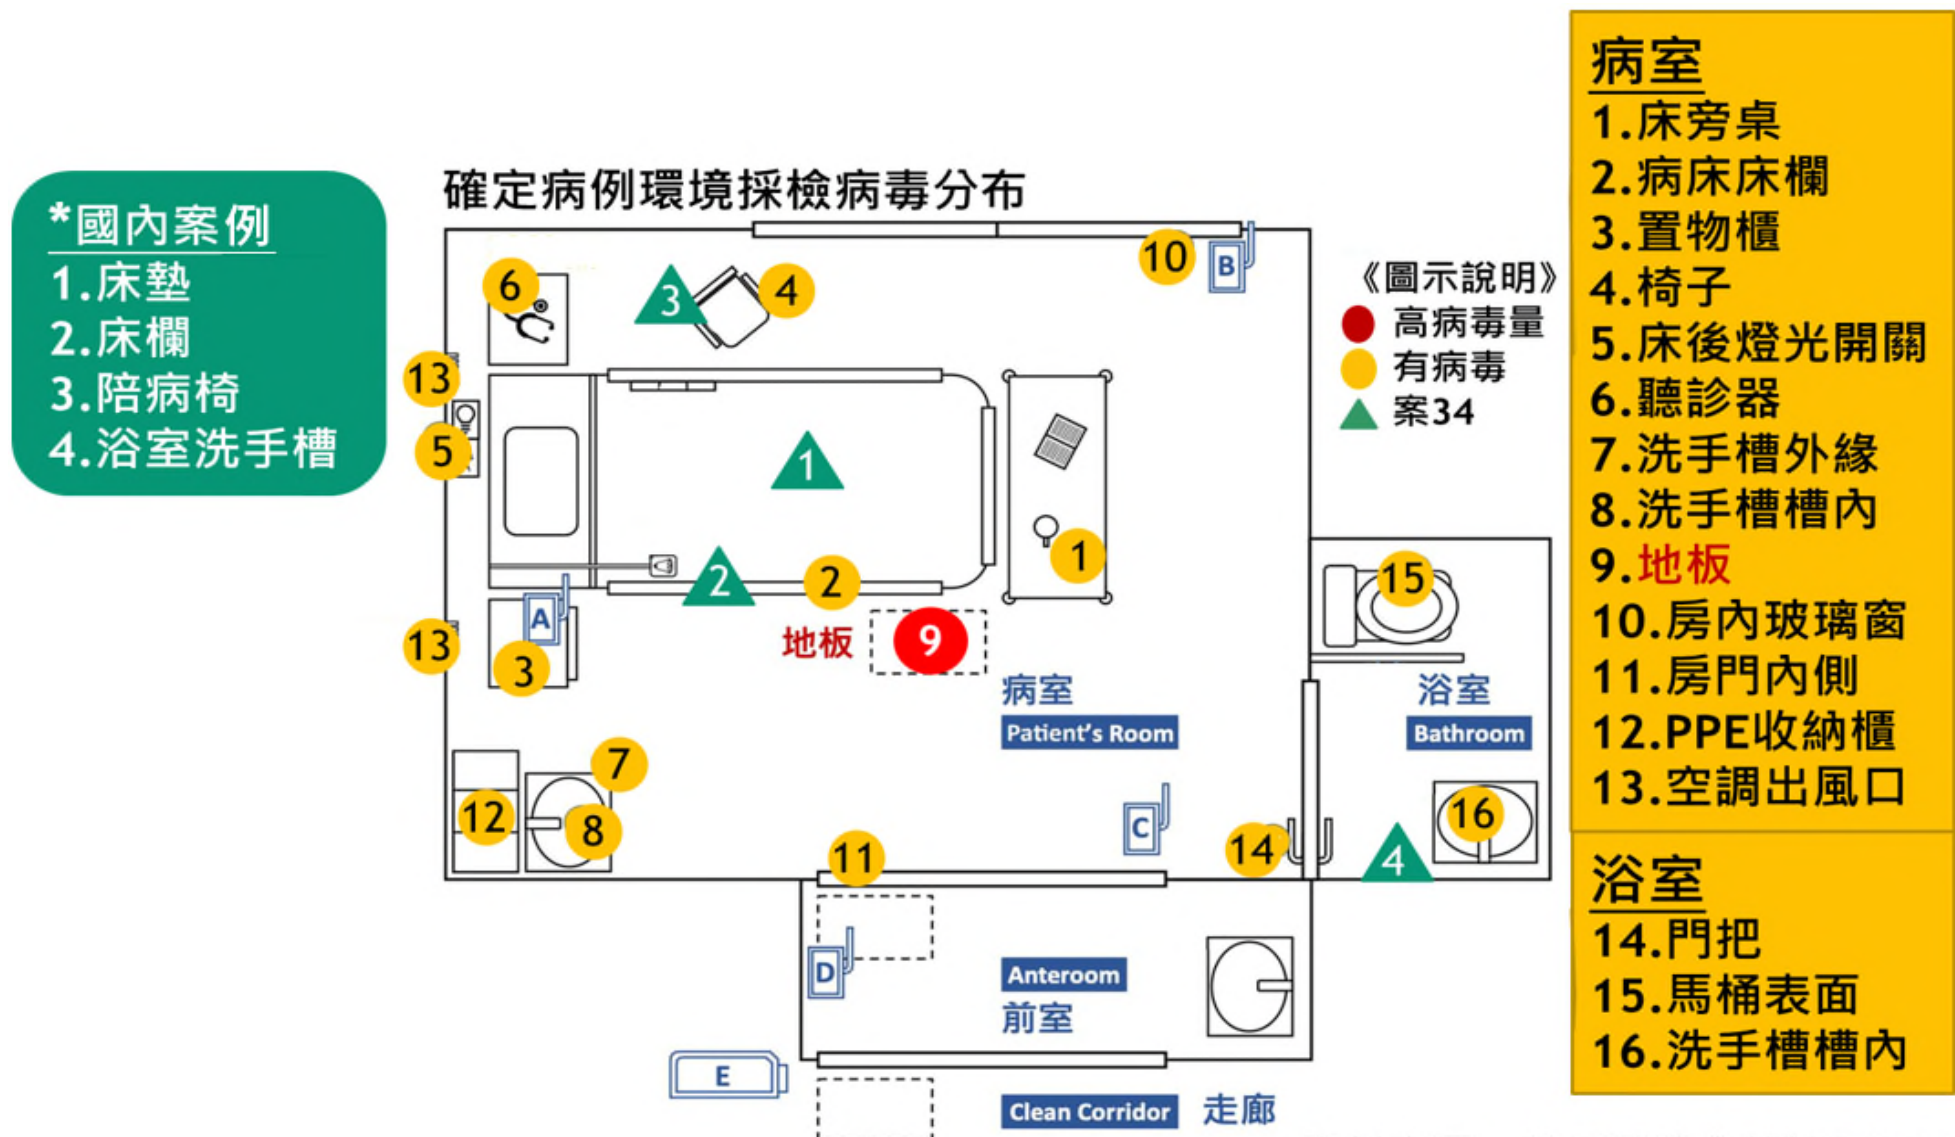 確定病例環境採檢病毒分布
*國內案例
1.床墊
2.床欄
3.陪病椅
4.浴室洗手槽
6
3
4
10
B
13
5
1
1
2
2
A
13
3
地板
9
15
病室
Patient's Room
浴室
Bathroom
7
12
8
11
C
14
4
16
D
Anteroom
前室
E
Clean Corridor
走廊
《圖示說明》
高病毒量
有病毒
案34
病室
1.床旁桌
2.病床床欄
3.置物櫃
4.椅子
5.床後燈光開關
6.聽診器
7.洗手槽外緣
8.洗手槽槽內
9.地板
10.房內玻璃窗
11.房門內側
12.PPE收納櫃
13.空調出風口
浴室
14.門把
15.馬桶表面
16.洗手槽槽內